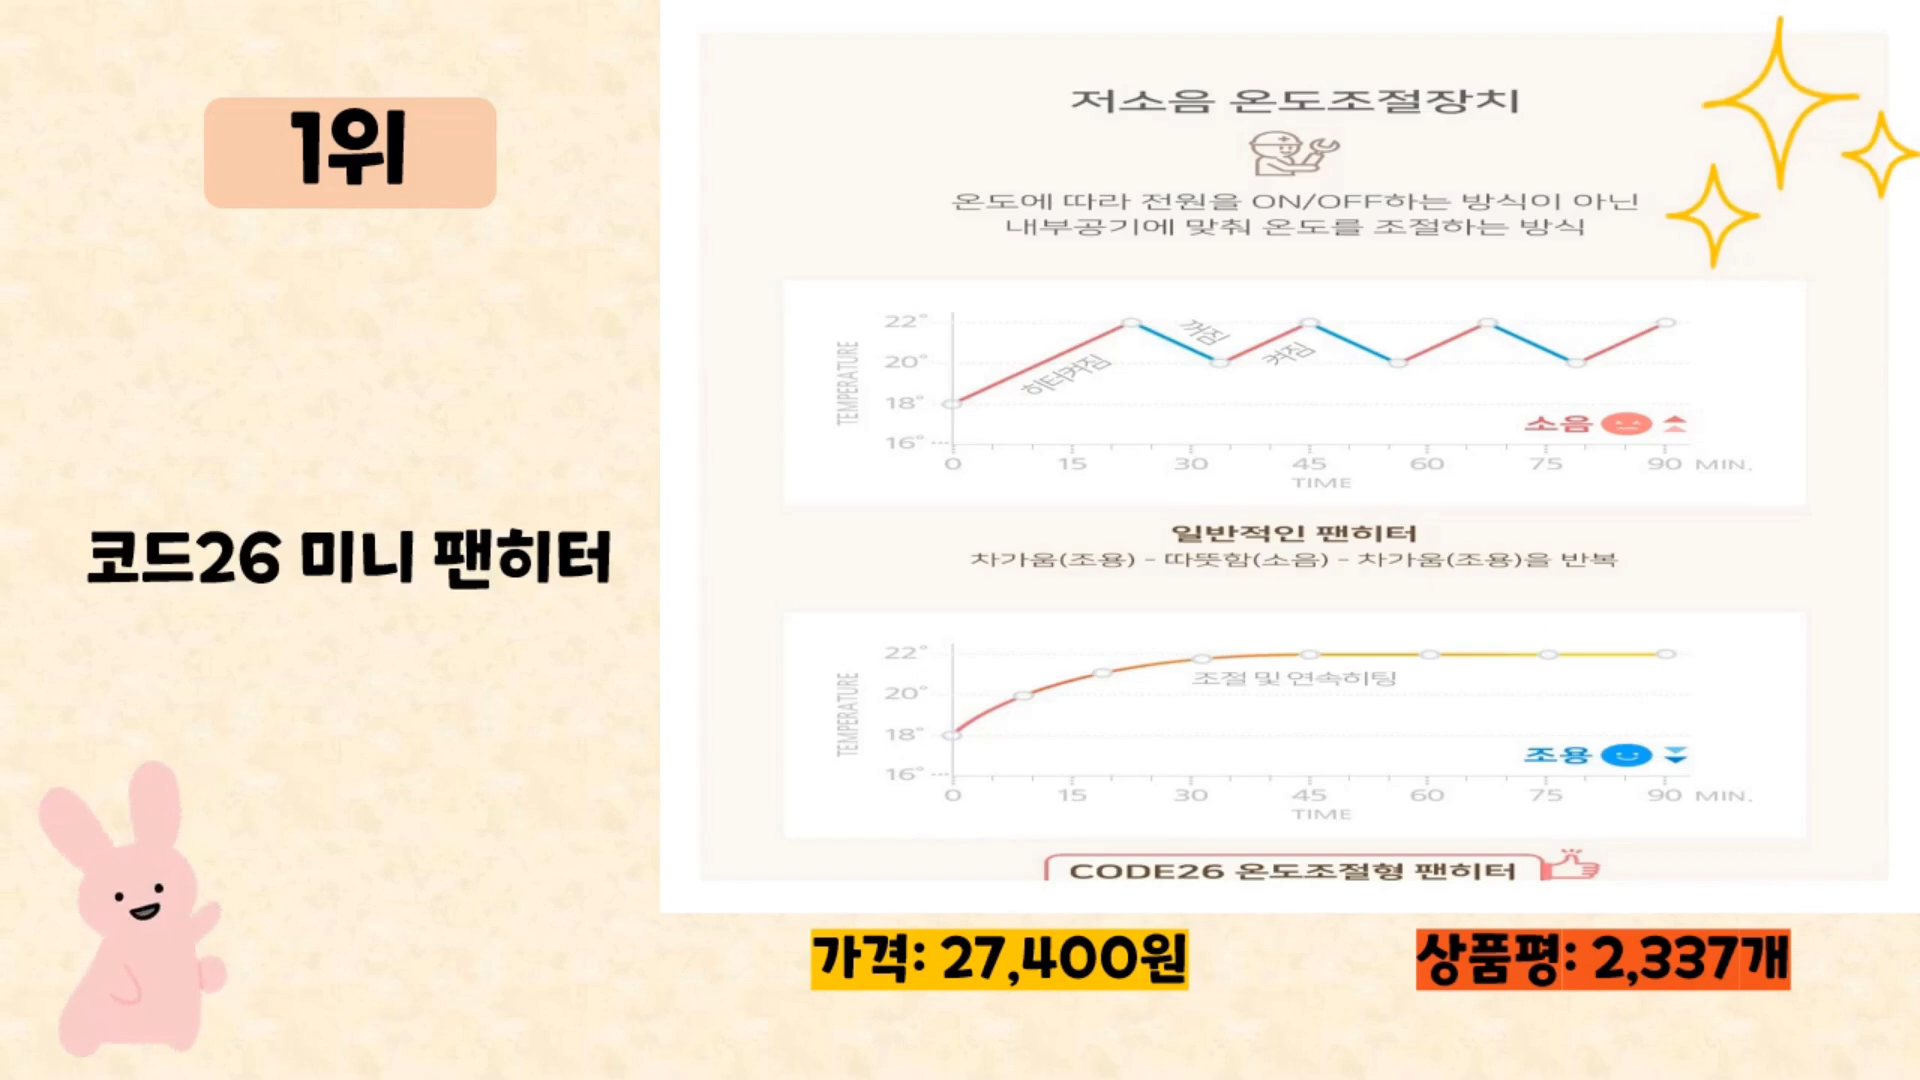 1위
코드26 미니 팬히터
저소음 온도조절장치
온도에 따라 전원을 ON/OFF하는 방식이 아닌
내부공기에 맞춰 온도를 조절하는 방식
TEMPERATURE
22°
20°
18°
16°
히터켜짐
꺼짐
켜짐
소음
0 15 30 45 60 75 90 MIN.
TIME
일반적인 팬히터
차가움(조용) - 따뜻함(소음) - 차가움(조용)을 반복
TEMPERATURE
22°
20°
18°
16°
조절 및 연속히팅
조용
0 15 30 45 60 75 90 MIN.
TIME
CODE26 온도조절형 팬히터
가격: 27,400원
상품평: 2,337개